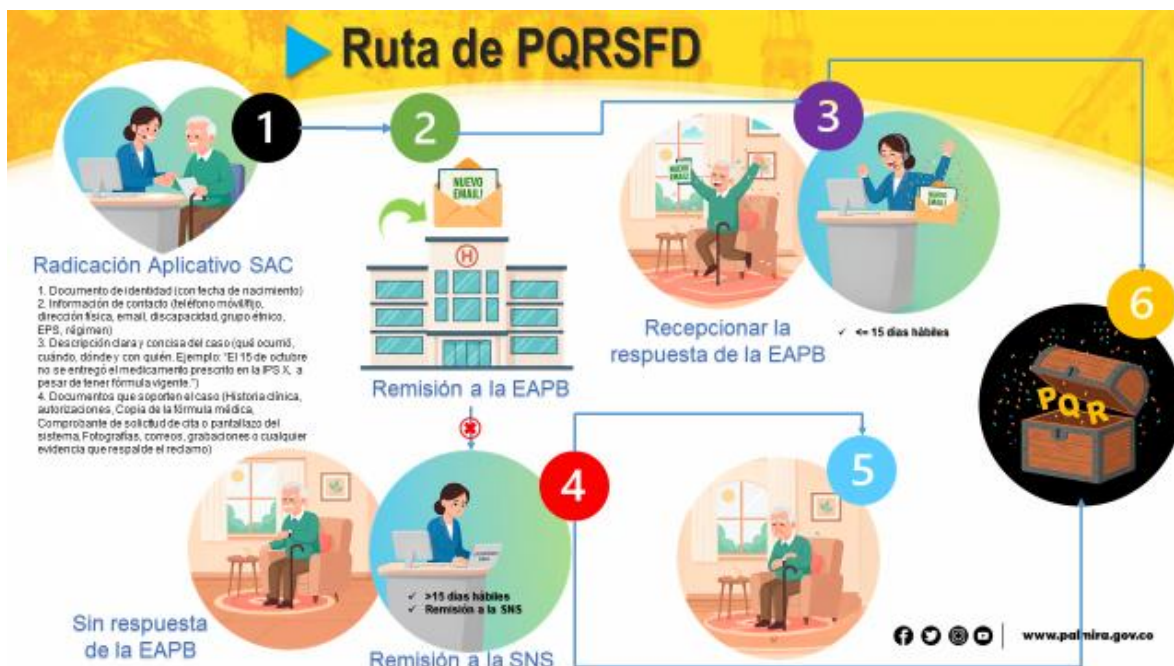 Ruta de PQRSFD
1
2
3
NUEVO
EMAIL!
NUEVO
EMAIL!
NUEVO
EMAIL!
H
Radicación Aplicativo SAC
1. Documento de identidad (con fecha de nacimiento)
2. Información de contacto (teléfono móvil/fijo,
dirección física, email, discapacidad, grupo étnico,
EPS, régimen)
3. Descripción clara y concisa del caso (qué ocurrió,
cuándo, dónde y con quién. Ejemplo: "El 15 de octubre
no se entregó el medicamento prescrito en la IPS X, a
pesar de tener fórmula vigente.")
4. Documentos que soporten el caso (Historia clínica,
autorizaciones, Copia de la fórmula médica,
Comprobante de solicitud de cita o pantallazo del
sistema, Fotografías, correos, grabaciones o cualquier
evidencia que respalde el reclamo)
Remisión a la EAPB
Recepcionar la
respuesta de la EAPB
✓ <= 15 días hábiles
6
PQR
4
5
✓ >15 días hábiles
✓ Remisión a la SNS
Sin respuesta
de la EAPB
Remisión a la SNS
www.palmira.gov.co